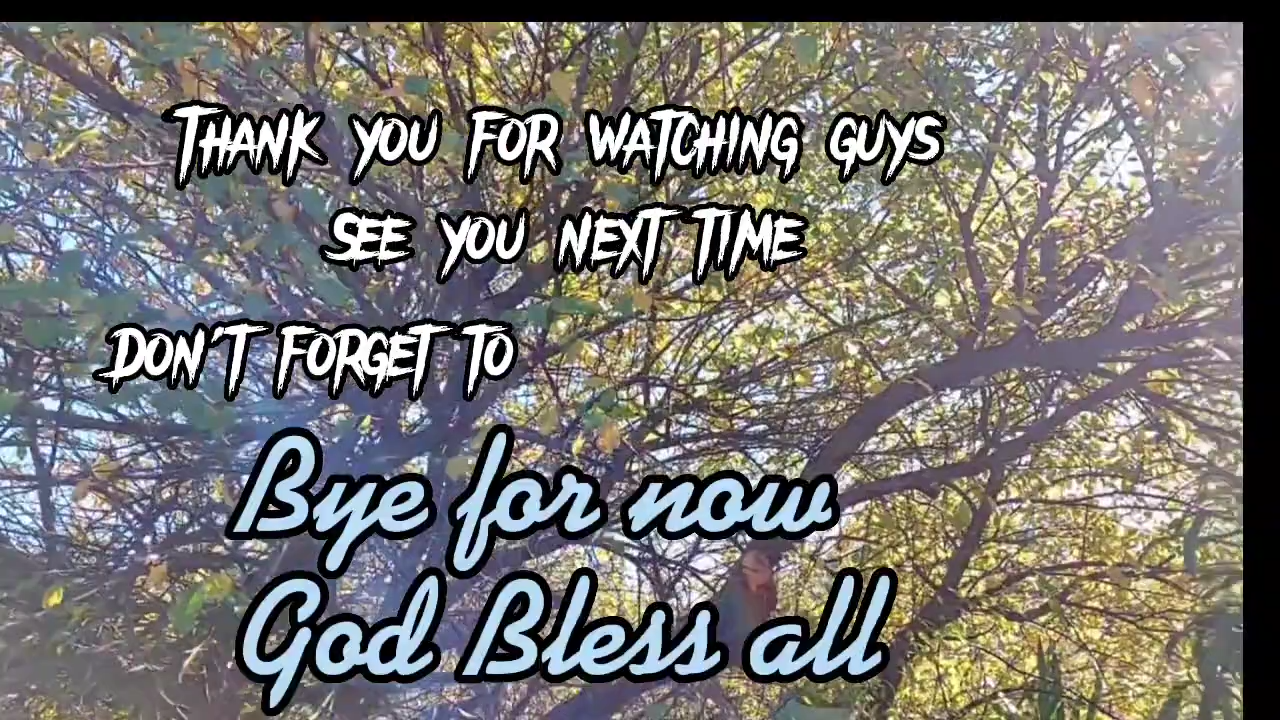 Thank you for watching guys
see you next time
Don't forget to
Bye for now
God Bless all